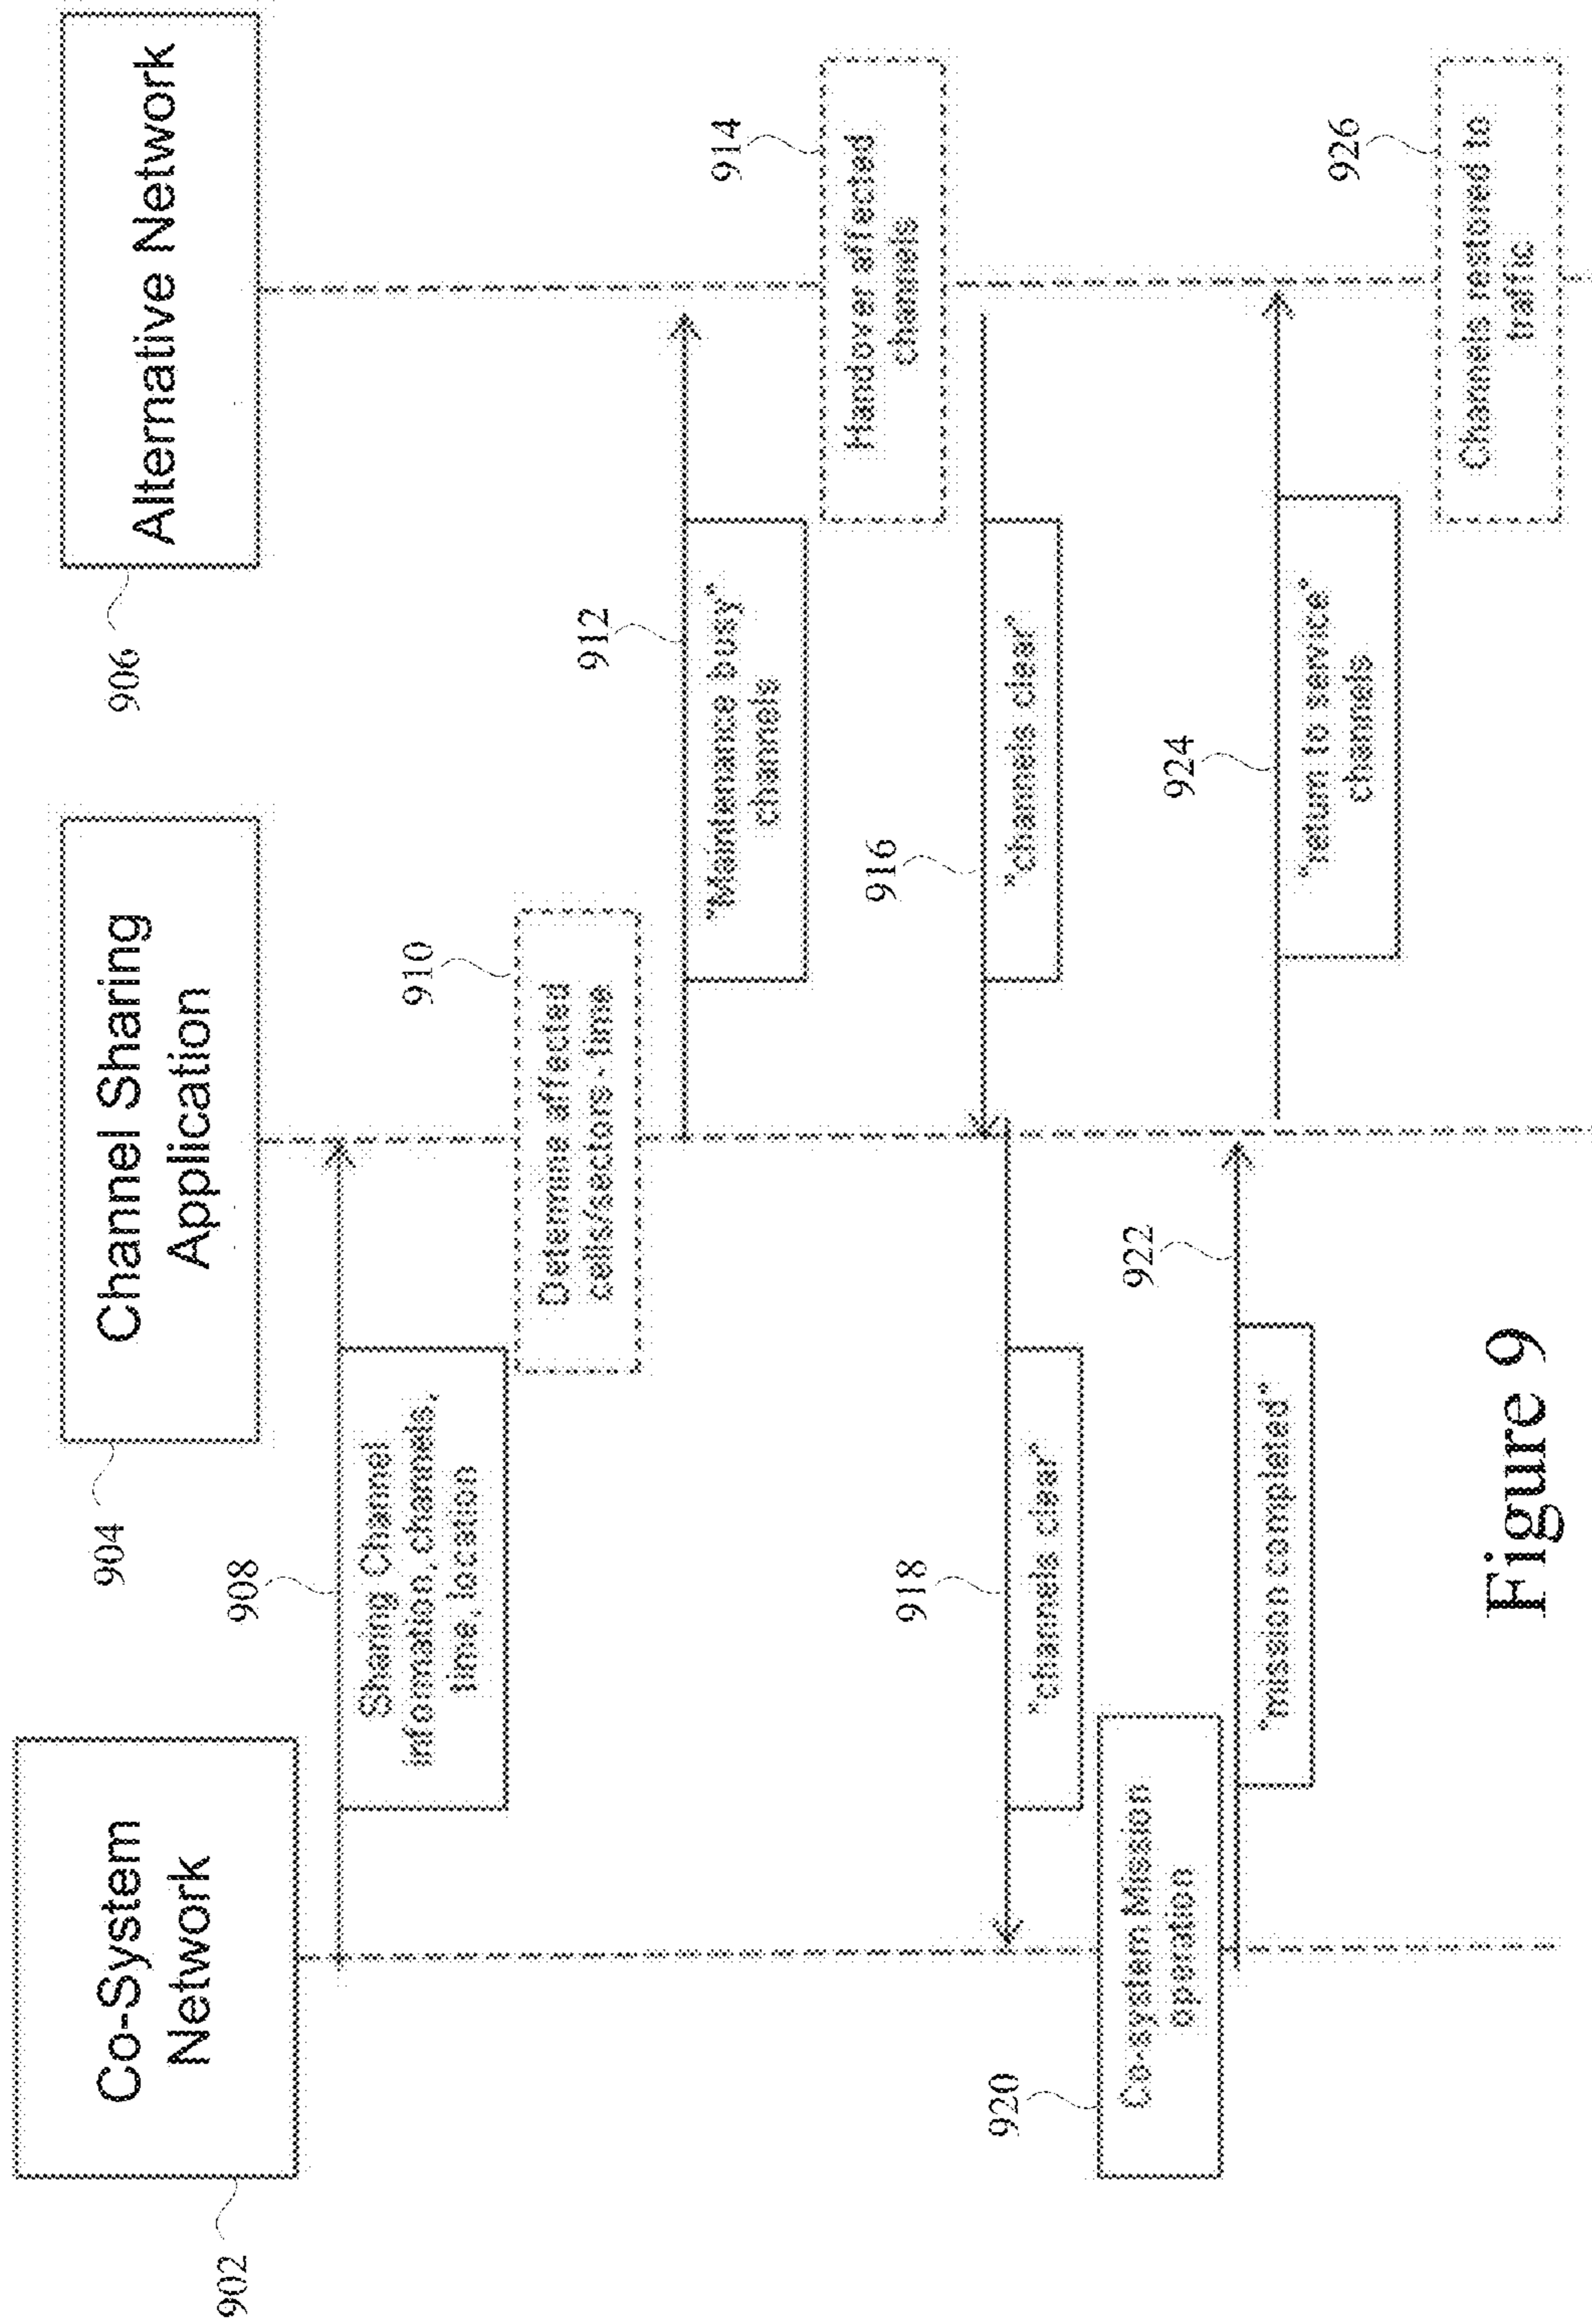 902
Co-System
Network
904
Channel Sharing
Application
906
Alternative Network
908
Sharing Channel
information, channels,
time, location
910
Determine affected
cells/sectors - time
912
"Maintenance busy"
channels
914
Handover affected
channels
916
"channels clear"
918
"channels clear"
920
Co-system Mission
operation
922
"mission completed"
924
"return to service"
channels
926
Channels restored to
traffic
Figure 9